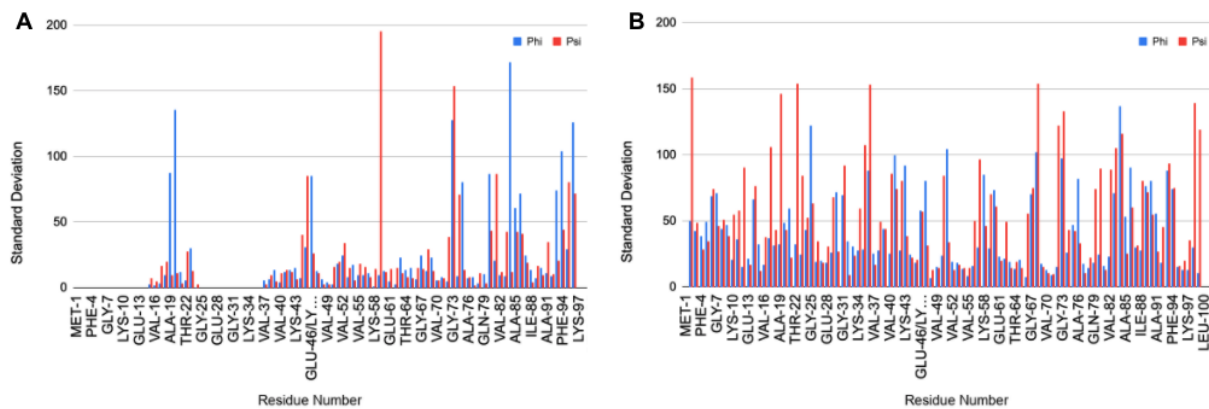 A
B
Phi Psi
Phi Psi
200
150
100
50
0
Standard Deviation
MET-1
PHE-4
GLY-7
LYS-10
GLU-13
VAL-16
ALA-19
THR-22
GLY-25
GLU-28
GLY-31
LYS-34
VAL-37
VAL-40
LYS-43
GLU-46/LY…
VAL-49
VAL-52
VAL-55
LYS-58
GLU-61
THR-64
GLY-67
VAL-70
GLY-73
ALA-76
GLN-79
VAL-82
ALA-85
ILE-88
ALA-91
PHE-94
LYS-97
Residue Number
200
150
100
50
0
Standard Deviation
MET-1
PHE-4
GLY-7
LYS-10
GLU-13
VAL-16
ALA-19
THR-22
GLY-25
GLU-28
GLY-31
LYS-34
VAL-37
VAL-40
LYS-43
GLU-46/LY…
VAL-49
VAL-52
VAL-55
LYS-58
GLU-61
THR-64
GLY-67
VAL-70
GLY-73
ALA-76
GLN-79
VAL-82
ALA-85
ILE-88
ALA-91
PHE-94
LYS-97
LEU-100
Residue Number